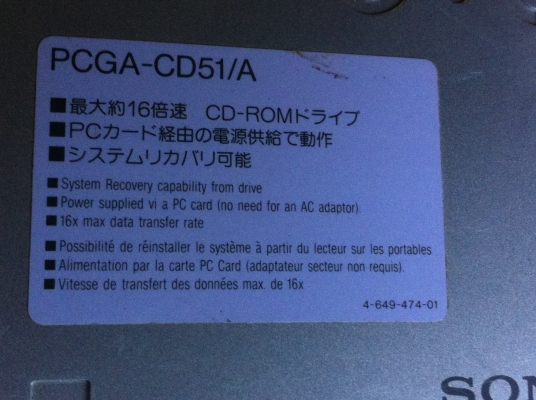 PCGA-CD51/A
■最大約16倍速 CD-ROMドライブ
■PCカード経由の電源供給で動作
■システムリカバリ可能
■ System Recovery capability from drive
■ Power supplied vi a PC card (no need for an AC adaptor).
■ 16x max data transfer rate
■ Possibilité de réinstaller le système à partir du lecteur sur les portables
■ Alimentation par la carte PC Card (adaptateur secteur non requis).
■ Vitesse de transfert des données max. de 16x
4-649-474-01
SON